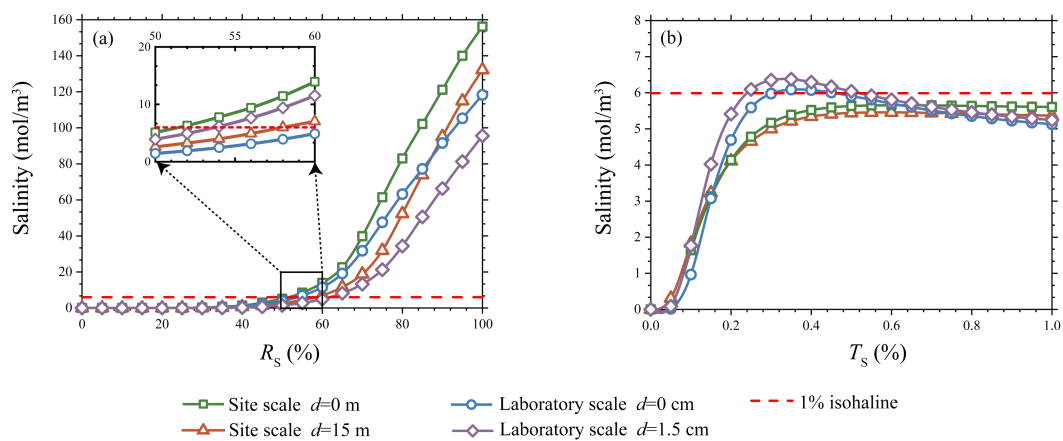 (a)
Salinity (mol/m³)
160
140
120
100
80
60
40
20
0
0 20 40 60 80 100
R_S (%)
50 55 60
20
10
0
(b)
Salinity (mol/m³)
8
7
6
5
4
3
2
1
0
0.0 0.2 0.4 0.6 0.8 1.0
T_S (%)
Site scale d=0 m
Laboratory scale d=0 cm
1% isohaline
Site scale d=15 m
Laboratory scale d=1.5 cm